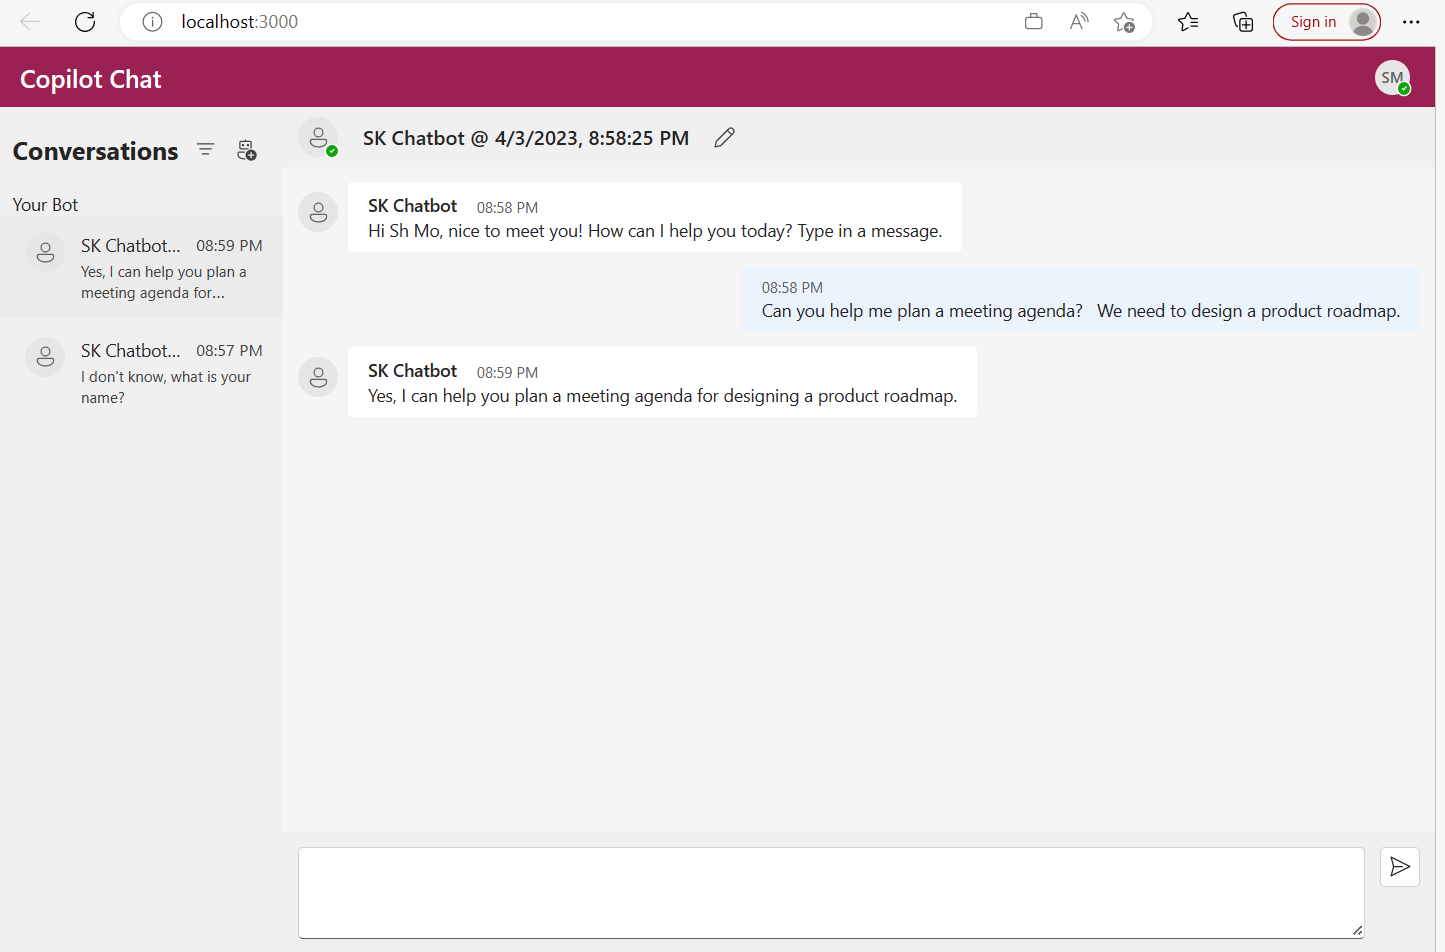 localhost:3000
Sign in
Copilot Chat
SM
Conversations
Your Bot
SK Chatbot... 08:59 PM
Yes, I can help you plan a
meeting agenda for...
SK Chatbot... 08:57 PM
I don't know, what is your
name?
SK Chatbot @ 4/3/2023, 8:58:25 PM
SK Chatbot 08:58 PM
Hi Sh Mo, nice to meet you! How can I help you today? Type in a message.
08:58 PM
Can you help me plan a meeting agenda?   We need to design a product roadmap.
SK Chatbot 08:59 PM
Yes, I can help you plan a meeting agenda for designing a product roadmap.